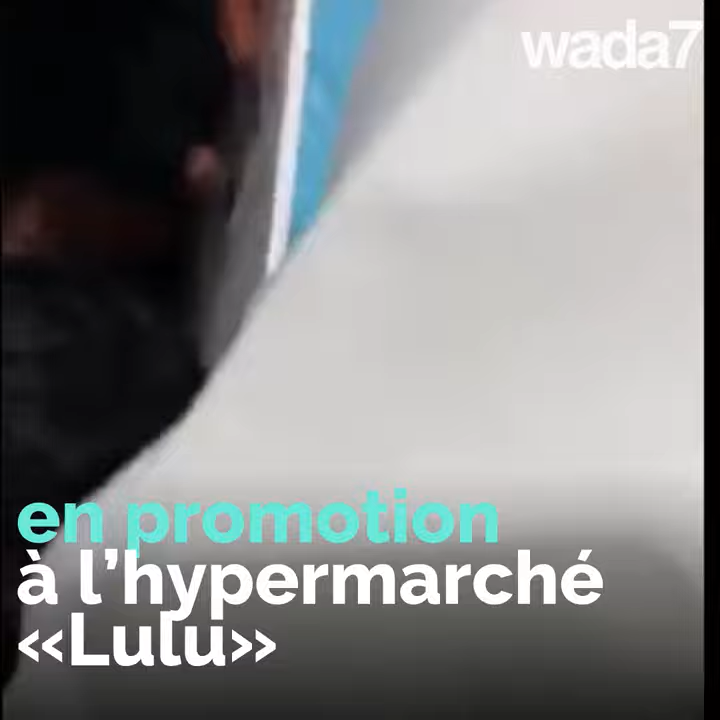 wada7
en promotion
à l’hypermarché
«Lulu»